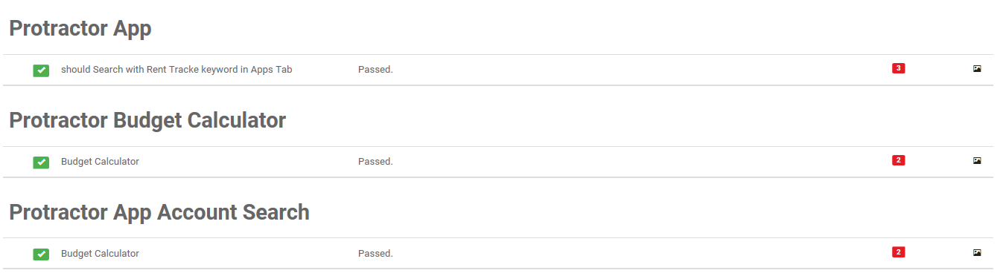 Protractor App
should Search with Rent Tracke keyword in Apps Tab Passed. 3
Protractor Budget Calculator
Budget Calculator Passed. 2
Protractor App Account Search
Budget Calculator Passed. 2